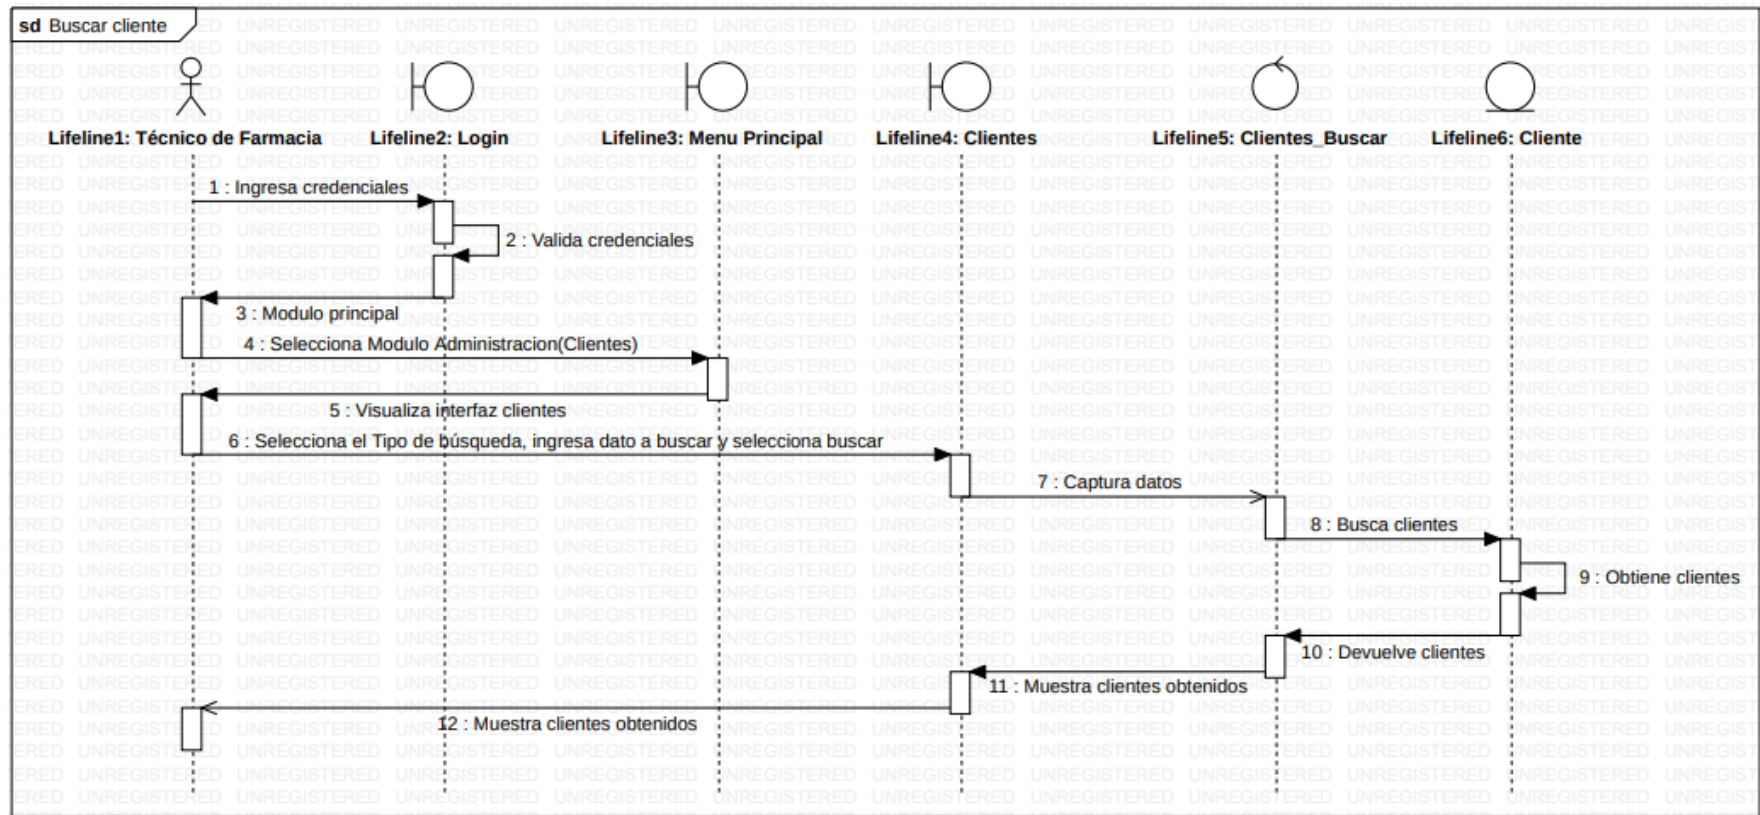 sd Buscar cliente
Lifeline1: Técnico de Farmacia
Lifeline2: Login
Lifeline3: Menu Principal
Lifeline4: Clientes
Lifeline5: Clientes_Buscar
Lifeline6: Cliente
1 : Ingresa credenciales
2 : Valida credenciales
3 : Modulo principal
4 : Selecciona Modulo Administracion(Clientes)
5 : Visualiza interfaz clientes
6 : Selecciona el Tipo de búsqueda, ingresa dato a buscar y selecciona buscar
7 : Captura datos
8 : Busca clientes
9 : Obtiene clientes
10 : Devuelve clientes
11 : Muestra clientes obtenidos
12 : Muestra clientes obtenidos
UNREGISTERED